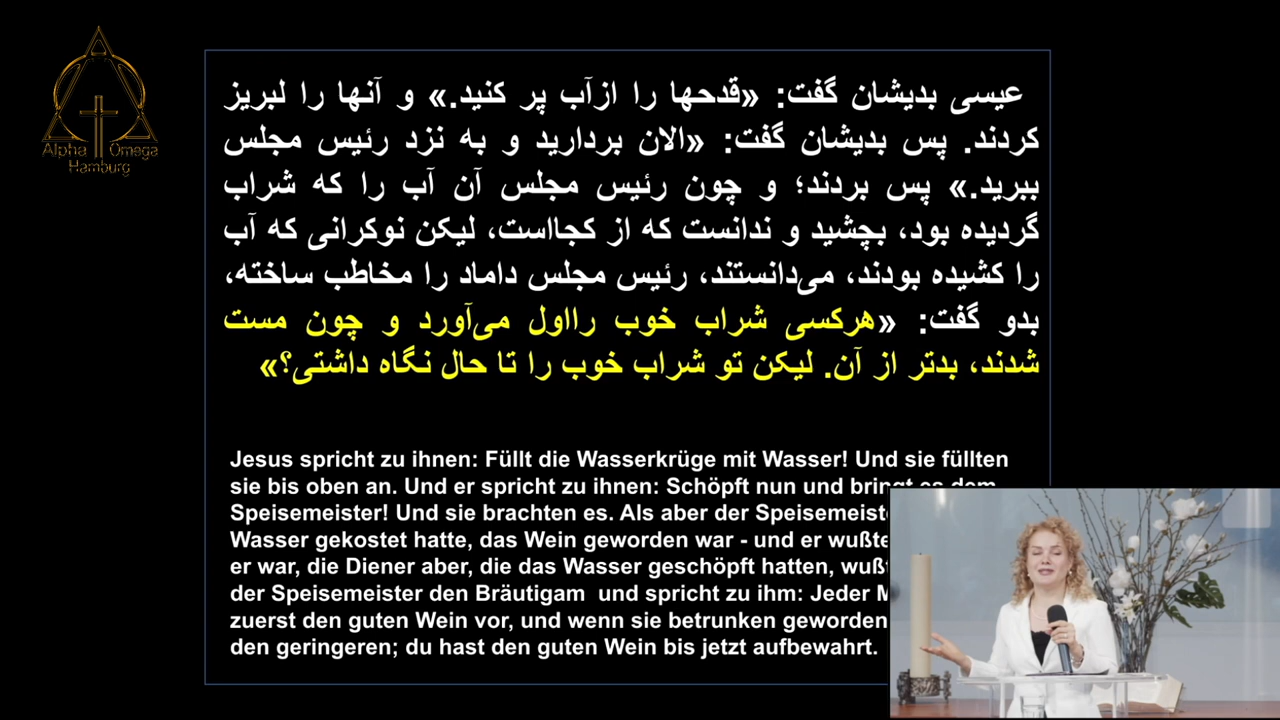 Alpha Omega
Hamburg
عیسی بدیشان گفت: «قدحها را ازآب پر کنید.» و آنها را لبریز
کردند. پس بدیشان گفت: «الان بردارید و به نزد رئیس مجلس
ببرید.» پس بردند؛ و چون رئیس مجلس آن آب را که شراب
گردیده بود، بچشید و ندانست که از کجااست، لیکن نوکرانی که آب
را کشیده بودند، می‌دانستند، رئیس مجلس داماد را مخاطب ساخته،
بدو گفت: «هرکسی شراب خوب رااول می‌آورد و چون مست
شدند، بدتر از آن. لیکن تو شراب خوب را تا حال نگاه داشتی؟»
Jesus spricht zu ihnen: Füllt die Wasserkrüge mit Wasser! Und sie füllten
sie bis oben an. Und er spricht zu ihnen: Schöpft nun und bringt es dem
Speisemeister! Und sie brachten es. Als aber der
Wasser gekostet hatte, das Wein geworden war - und er
er war, die Diener aber, die das Wasser geschöpft hatten,
der Speisemeister den Bräutigam und spricht zu ihm: Jeder
zuerst den guten Wein vor, und wenn sie betrunken geworden
den geringeren; du hast den guten Wein bis jetzt aufbewahrt.